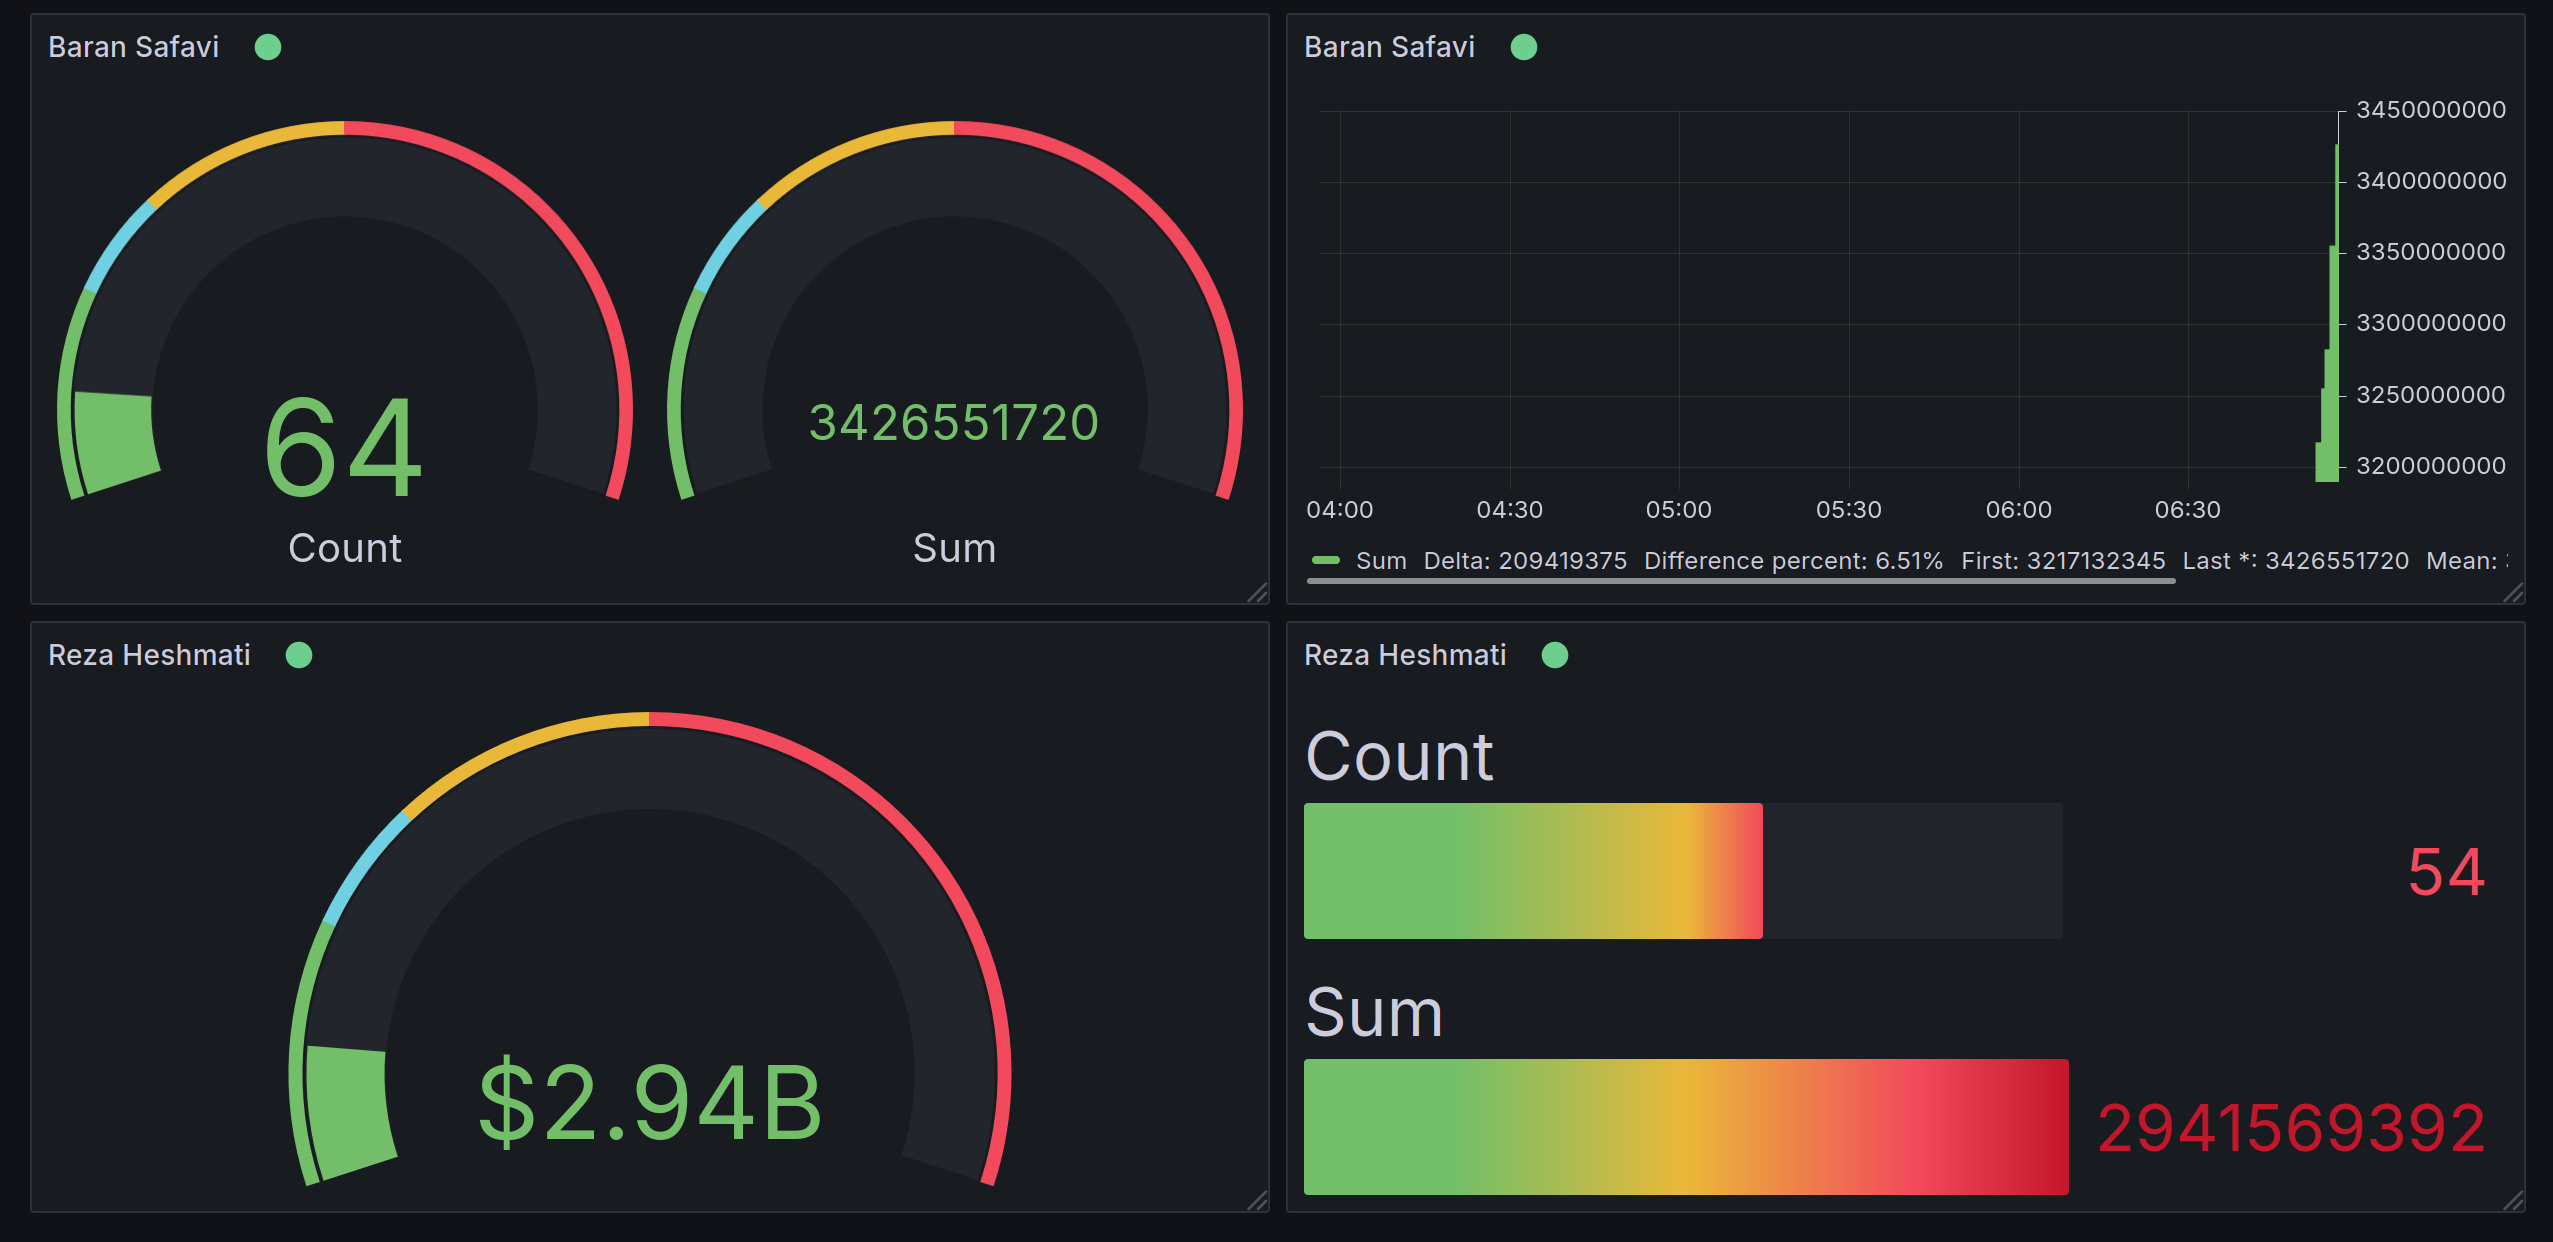 Baran Safavi
64
Count
3426551720
Sum
Baran Safavi
3450000000
3400000000
3350000000
3300000000
3250000000
3200000000
04:00 04:30 05:00 05:30 06:00 06:30
Sum Delta: 209419375 Difference percent: 6.51% First: 3217132345 Last *: 3426551720 Mean:
Reza Heshmati
$2.94B
Reza Heshmati
Count
54
Sum
2941569392